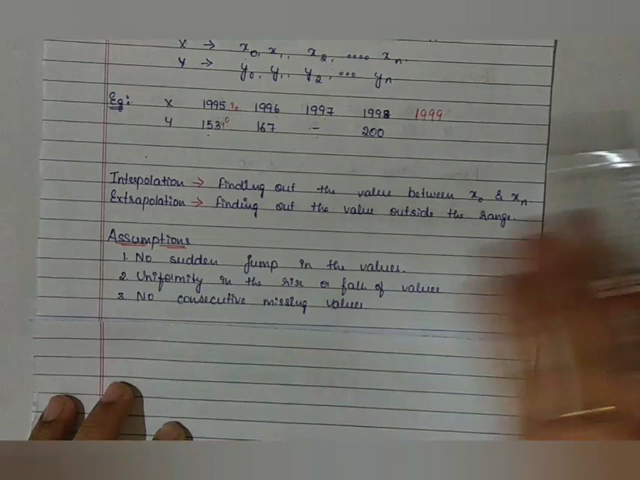 X → x₀, x₁, x₂, .... xₙ
Y → y₀, y₁, y₂, ... yₙ
Eg: X 1995 1996 1997 1998 1999
Y 153 167 - 200
Interpolation → Finding out the value between x₀ & xₙ.
Extrapolation → Finding out the value outside the range.
Assumptions
1. No sudden jump in the values.
2. Uniformity in the rise or fall of values
3. No consecutive missing values